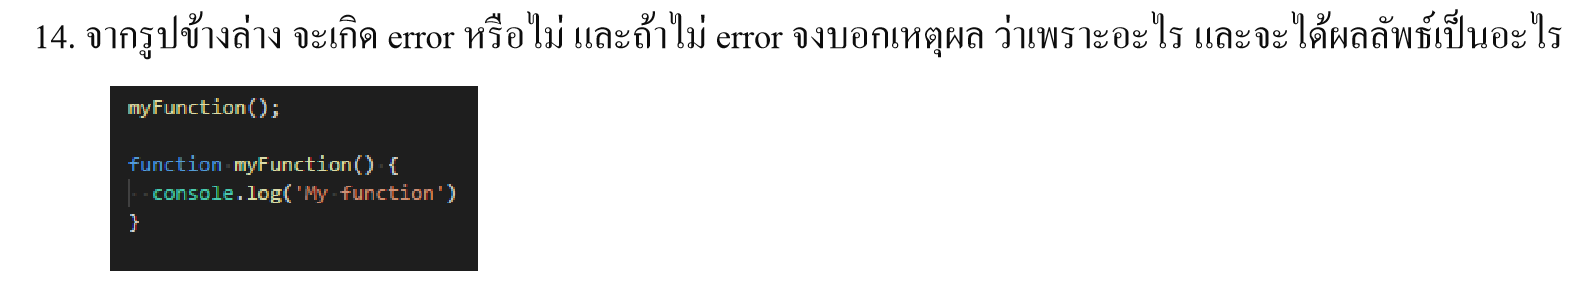 14. จากรูปข้างล่าง จะเกิด error หรือไม่ และถ้าไม่ error จงบอกเหตุผล ว่าเพราะอะไร และจะได้ผลลัพธ์เป็นอะไร
myFunction();
function myFunction() {
  console.log('My function')
}